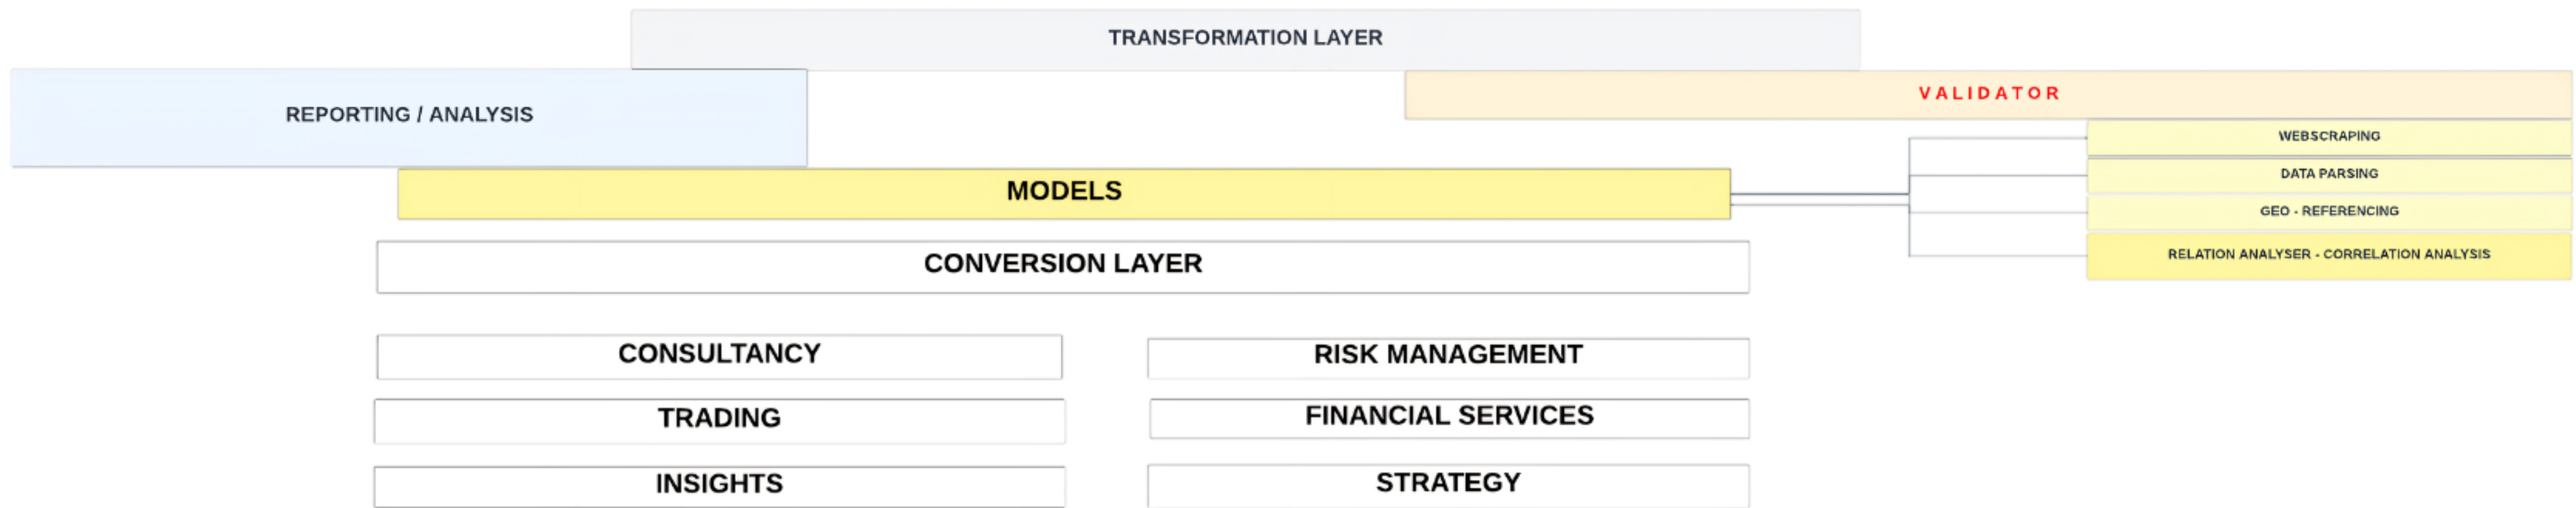 TRANSFORMATION LAYER
REPORTING / ANALYSIS
VALIDATOR
WEBSCRAPING
DATA PARSING
GEO - REFERENCING
RELATION ANALYSER - CORRELATION ANALYSIS
MODELS
CONVERSION LAYER
CONSULTANCY
RISK MANAGEMENT
TRADING
FINANCIAL SERVICES
INSIGHTS
STRATEGY